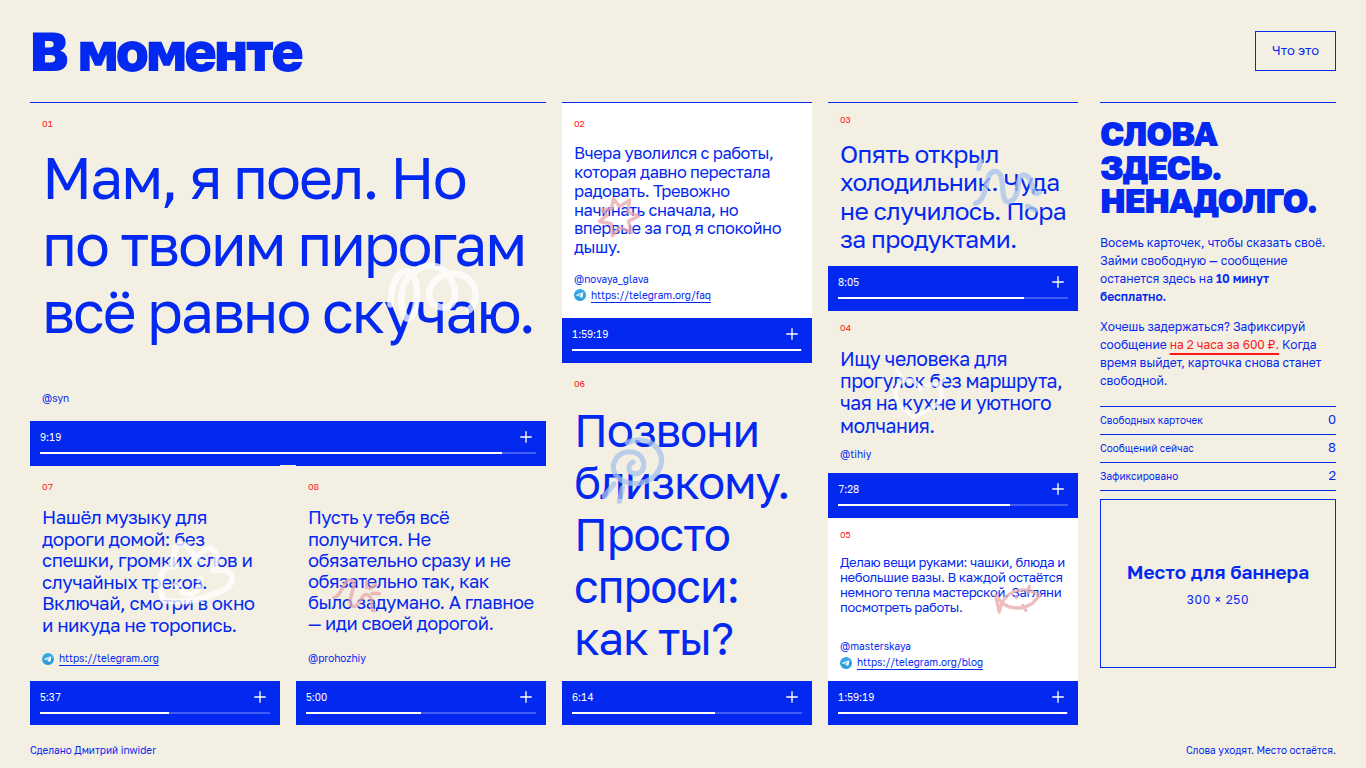 В моменте
Что это
01
Мам, я поел. Но
по твоим пирогам
всё равно скучаю.
@syn
9:19
02
Вчера уволился с работы,
которая давно перестала
радовать. Тревожно
начинать сначала, но
впервые за год я спокойно
дышу.
@novaya_glava
https://telegram.org/faq
1:59:19
03
Опять открыл
холодильник. Чуда
не случилось. Пора
за продуктами.
8:05
04
Ищу человека для
прогулок без маршрута,
чая на кухне и уютного
молчания.
@tihiy
7:28
05
Делаю вещи руками: чашки, блюда и
небольшие вазы. В каждой остаётся
немного тепла мастерской. Загляни
посмотреть работы.
@masterskaya
https://telegram.org/blog
1:59:19
06
Позвони
близкому.
Просто
спроси:
как ты?
6:14
07
Нашёл музыку для
дороги домой: без
спешки, громких слов и
случайных треков.
Включай, смотри в окно
и никуда не торопись.
https://telegram.org
5:37
08
Пусть у тебя всё
получится. Не
обязательно сразу и не
обязательно так, как
было задумано. А главное
— иди своей дорогой.
@prohozhiy
5:00
СЛОВА
ЗДЕСЬ.
НЕНАДОЛГО.
Восемь карточек, чтобы сказать своё.
Займи свободную — сообщение
останется здесь на 10 минут
бесплатно.
Хочешь задержаться? Зафиксируй
сообщение на 2 часа за 600 ₽. Когда
время выйдет, карточка снова станет
свободной.
Свободных карточек 0
Сообщений сейчас 8
Зафиксировано 2
Место для баннера
300 × 250
Сделано Дмитрий inwider
Слова уходят. Место остаётся.